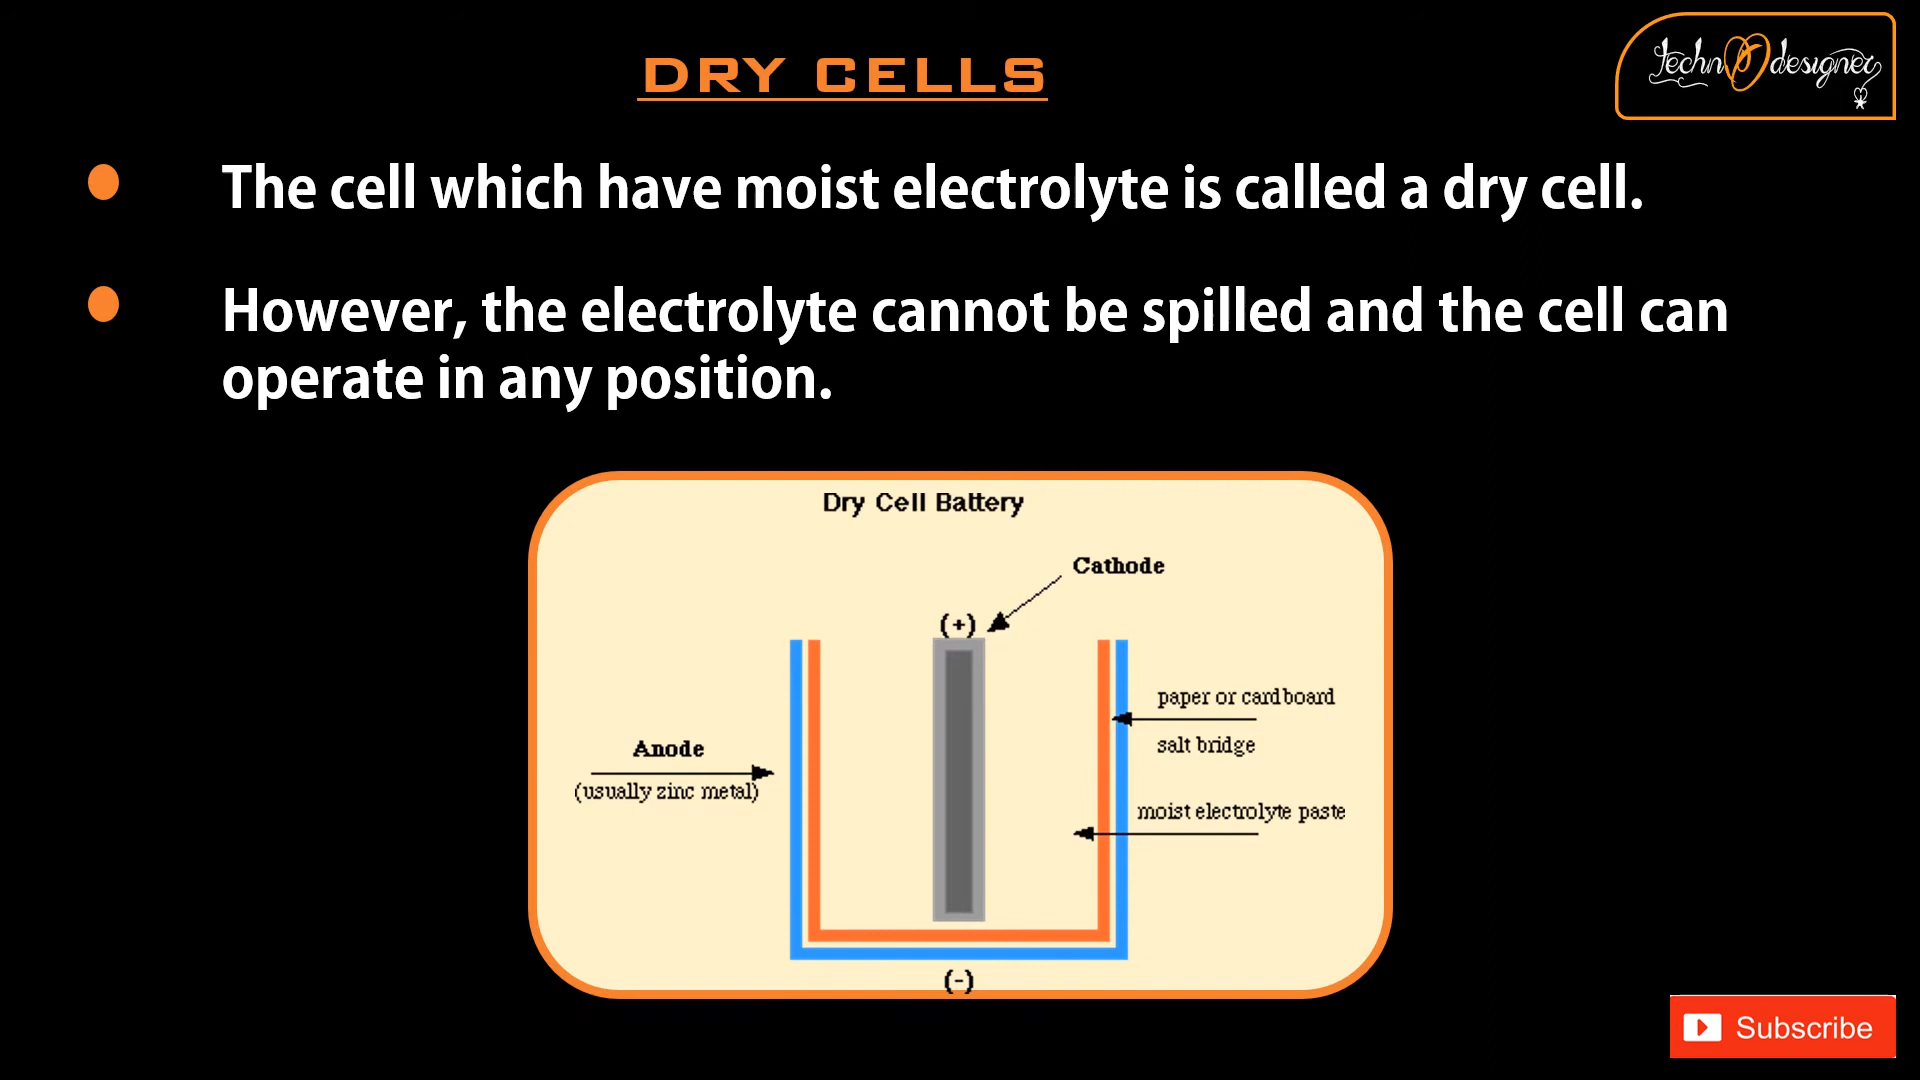 DRY CELLS
techn designer
The cell which have moist electrolyte is called a dry cell.
However, the electrolyte cannot be spilled and the cell can
operate in any position.
Dry Cell Battery
Cathode
(+)
paper or cardboard
salt bridge
Anode
(usually zinc metal)
moist electrolyte paste
(-)
Subscribe